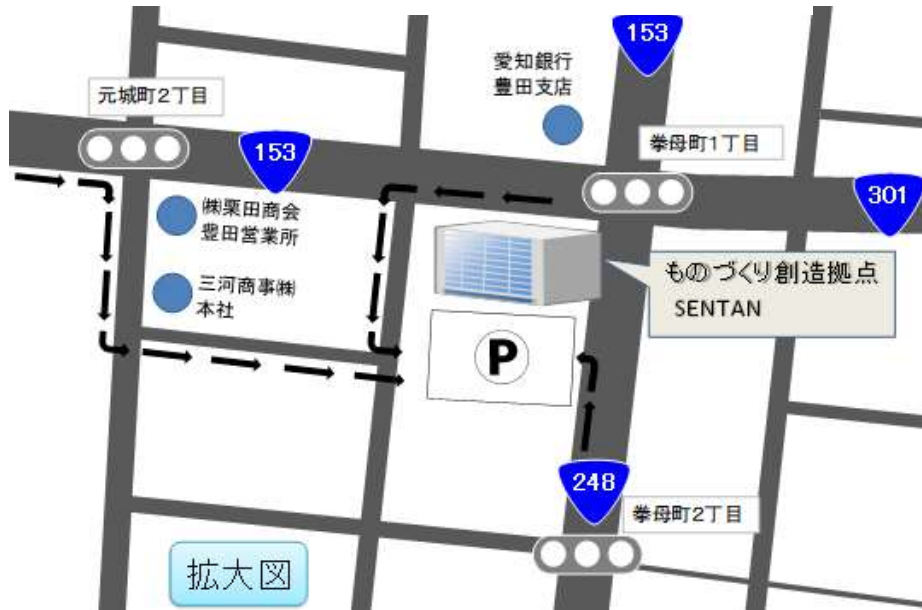 153
愛知銀行
豊田支店
元城町2丁目
拳母町1丁目
153
301
㈱栗田商会
豊田営業所
ものづくり創造拠点
SENTAN
三河商事㈱
本社
P
248
拳母町2丁目
拡大図